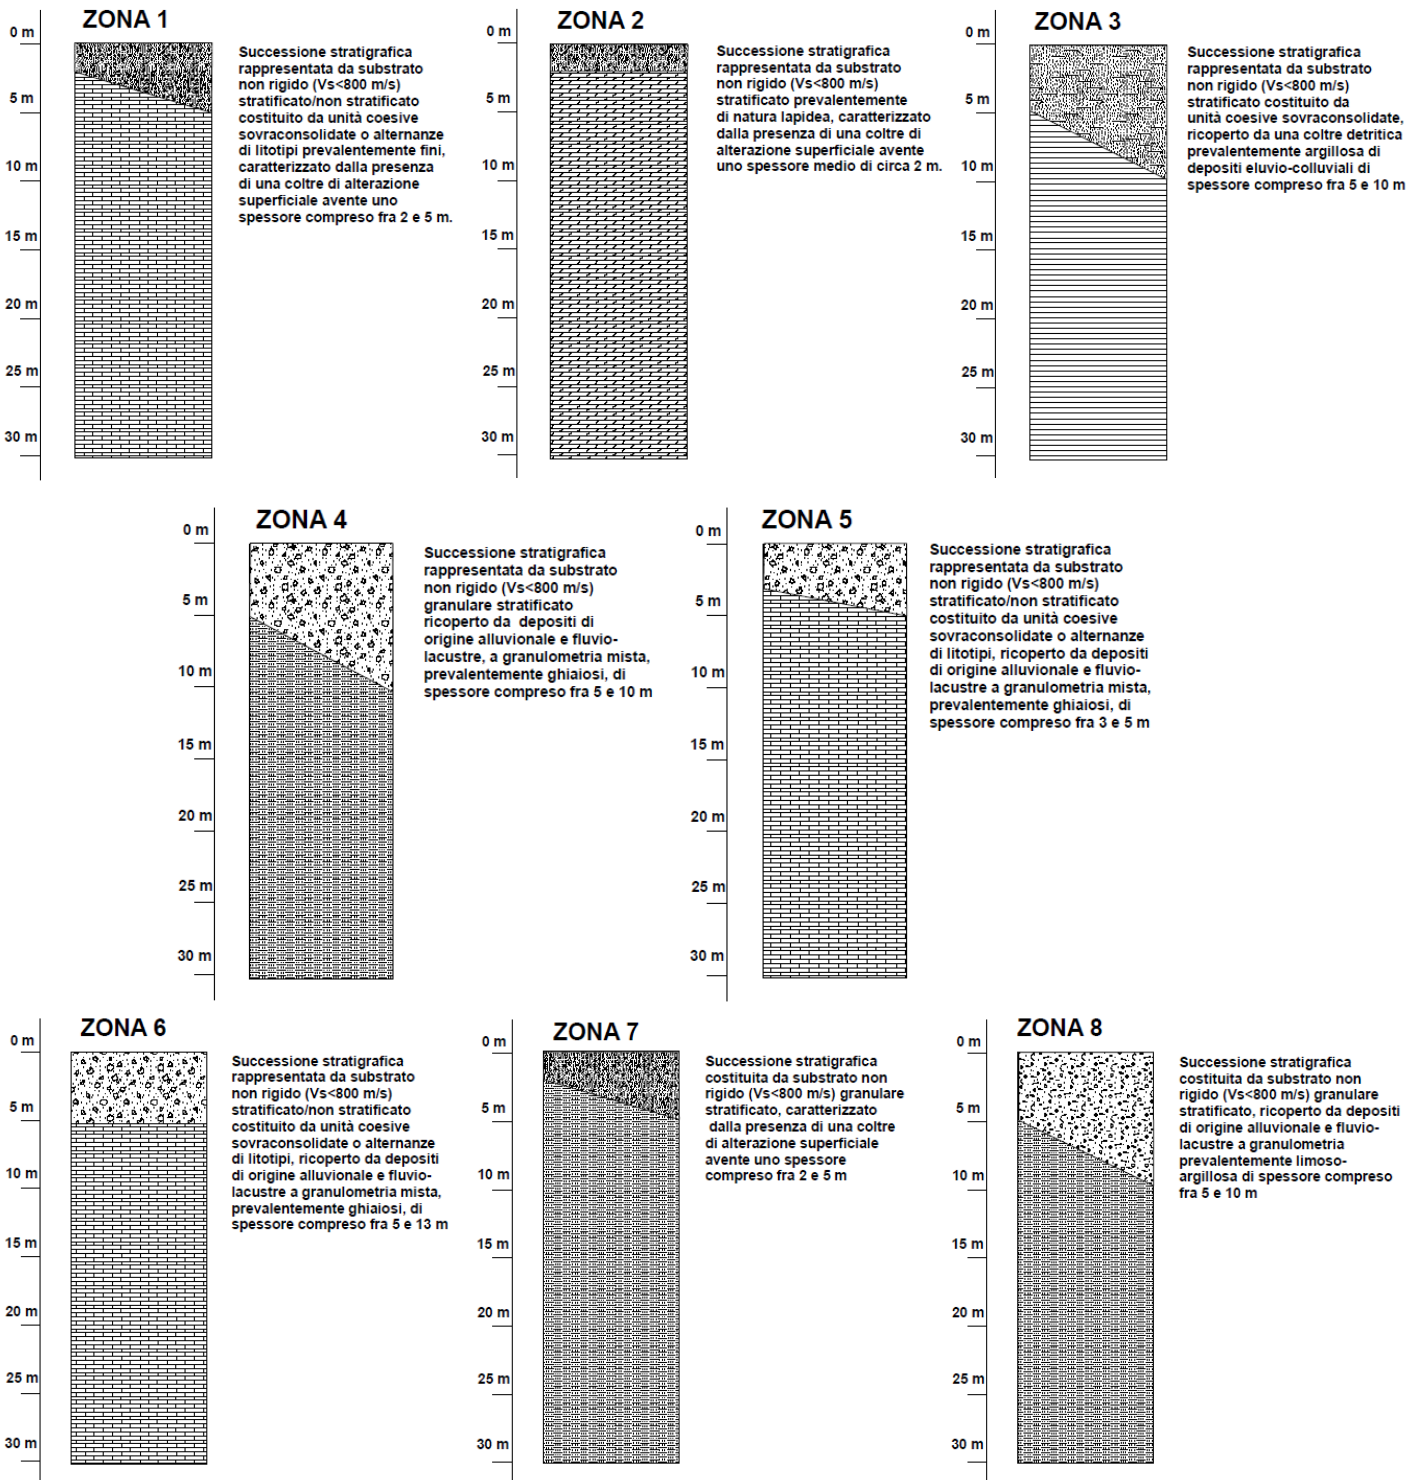 ZONA 1
0 m
5 m
10 m
15 m
20 m
25 m
30 m
Successione stratigrafica
rappresentata da substrato
non rigido (Vs<800 m/s)
stratificato/non stratificato
costituito da unità coesive
sovraconsolidate o alternanze
di litotipi prevalentemente fini,
caratterizzato dalla presenza
di una coltre di alterazione
superficiale avente uno
spessore compreso fra 2 e 5 m.
ZONA 2
0 m
5 m
10 m
15 m
20 m
25 m
30 m
Successione stratigrafica
rappresentata da substrato
non rigido (Vs<800 m/s)
stratificato prevalentemente
di natura lapidea, caratterizzato
dalla presenza di una coltre di
alterazione superficiale avente
uno spessore medio di circa 2 m.
ZONA 3
0 m
5 m
10 m
15 m
20 m
25 m
30 m
Successione stratigrafica
rappresentata da substrato
non rigido (Vs<800 m/s)
stratificato costituito da
unità coesive sovraconsolidate,
ricoperto da una coltre detritica
prevalentemente argillosa di
depositi eluvio-colluviali di
spessore compreso fra 5 e 10 m
ZONA 4
0 m
5 m
10 m
15 m
20 m
25 m
30 m
Successione stratigrafica
rappresentata da substrato
non rigido (Vs<800 m/s)
granulare stratificato
ricoperto da depositi di
origine alluvionale e fluvio-
lacustre, a granulometria mista,
prevalentemente ghiaiosi, di
spessore compreso fra 5 e 10 m
ZONA 5
0 m
5 m
10 m
15 m
20 m
25 m
30 m
Successione stratigrafica
rappresentata da substrato
non rigido (Vs<800 m/s)
stratificato/non stratificato
costituito da unità coesive
sovraconsolidate o alternanze
di litotipi, ricoperto da depositi
di origine alluvionale e fluvio-
lacustre a granulometria mista,
prevalentemente ghiaiosi, di
spessore compreso fra 3 e 5 m
ZONA 6
0 m
5 m
10 m
15 m
20 m
25 m
30 m
Successione stratigrafica
rappresentata da substrato
non rigido (Vs<800 m/s)
stratificato/non stratificato
costituito da unità coesive
sovraconsolidate o alternanze
di litotipi, ricoperto da depositi
di origine alluvionale e fluvio-
lacustre a granulometria mista,
prevalentemente ghiaiosi, di
spessore compreso fra 5 e 13 m
ZONA 7
0 m
5 m
10 m
15 m
20 m
25 m
30 m
Successione stratigrafica
costituita da substrato non
rigido (Vs<800 m/s) granulare
stratificato, caratterizzato
dalla presenza di una coltre
di alterazione superficiale
avente uno spessore
compreso fra 2 e 5 m
ZONA 8
0 m
5 m
10 m
15 m
20 m
25 m
30 m
Successione stratigrafica
costituita da substrato non
rigido (Vs<800 m/s) granulare
stratificato, ricoperto da depositi
di origine alluvionale e fluvio-
lacustre a granulometria
prevalentemente limoso-
argillosa di spessore compreso
fra 5 e 10 m